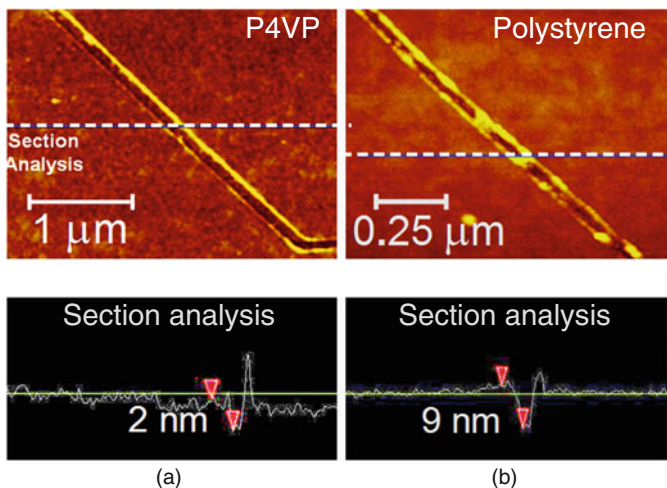 P4VP
Polystyrene
Section
Analysis
1 μm
0.25 μm
Section analysis
Section analysis
2 nm
9 nm
(a)
(b)